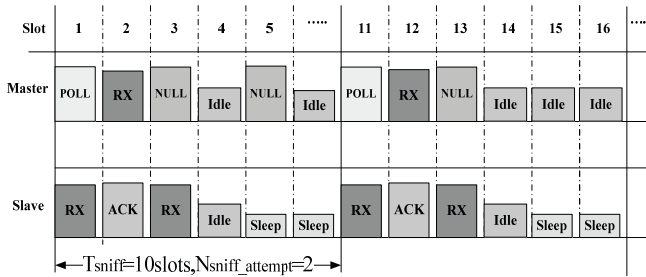 Slot 1 2 3 4 5 ..... 11 12 13 14 15 16 ....
Master POLL RX NULL Idle NULL Idle POLL RX NULL Idle Idle Idle
Slave RX ACK RX Idle Sleep Sleep RX ACK RX Idle Sleep Sleep
Tsniff=10slots,Nsniff_attempt=2